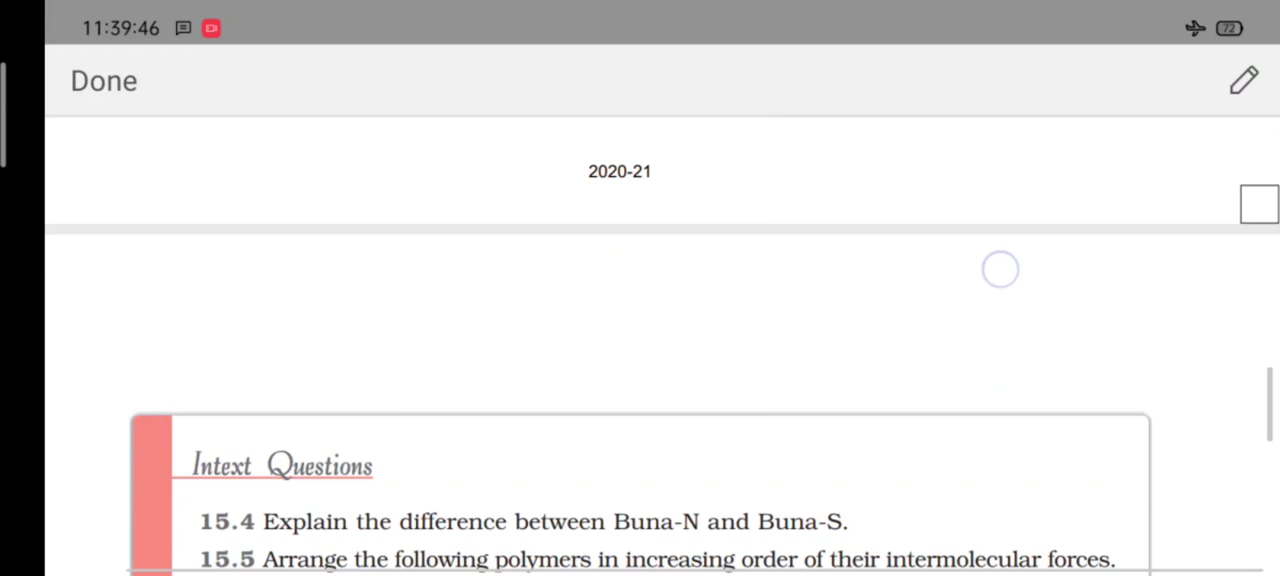 11:39:46
72
Done
2020-21
Intext Questions
15.4 Explain the difference between Buna-N and Buna-S.
15.5 Arrange the following polymers in increasing order of their intermolecular forces.